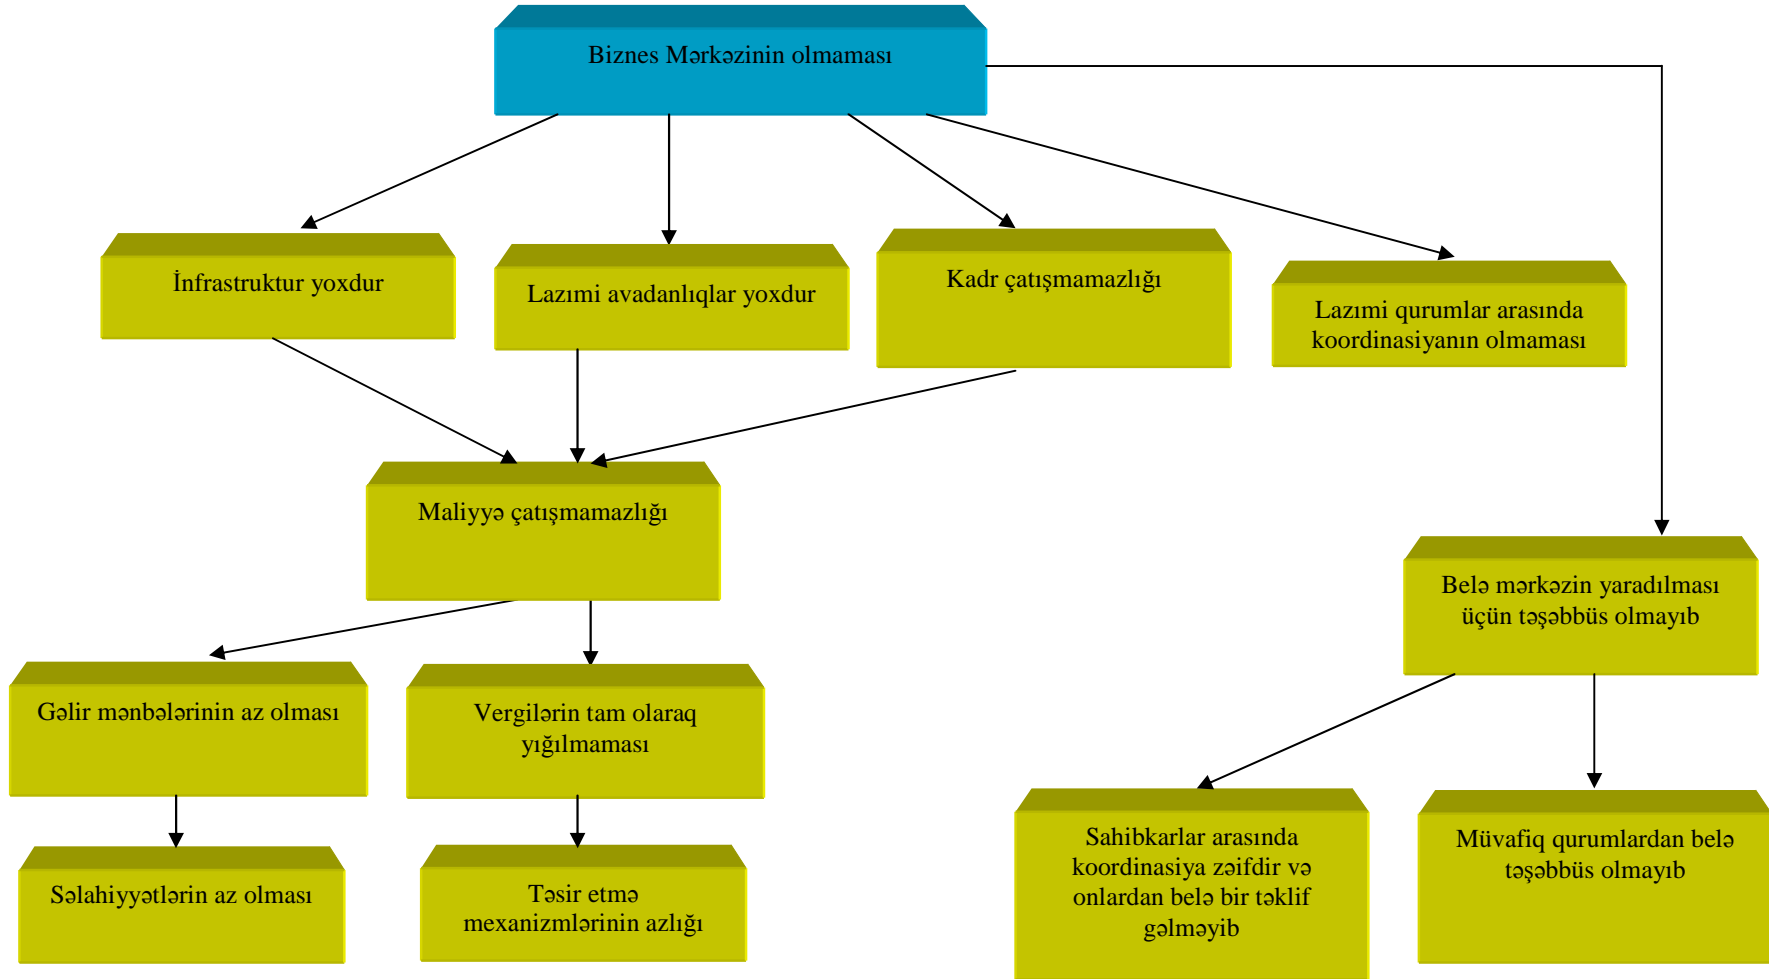 Biznes Mərkəzinin olmaması
İnfrastruktur yoxdur
Lazımi avadanlıqlar yoxdur
Kadr çatışmamazlığı
Lazımi qurumlar arasında
koordinasiyanın olmaması
Maliyyə çatışmamazlığı
Belə mərkəzin yaradılması
üçün təşəbbüs olmayıb
Gəlir mənbələrinin az olması
Vergilərin tam olaraq
yığılmaması
Sahibkarlar arasında
koordinasiya zəifdir və
onlardan belə bir təklif
gəlməyib
Müvafiq qurumlardan belə
təşəbbüs olmayıb
Səlahiyyətlərin az olması
Təsir etmə
mexanizmlərinin azlığı